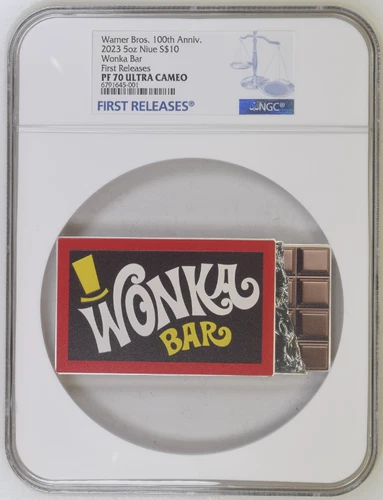 Warner Bros. 100th Anniv.
2023 5oz Niue S$10
Wonka Bar
First Releases
PF 70 ULTRA CAMEO
6791645-001
FIRST RELEASES®
NGC®
WONKA
BAR